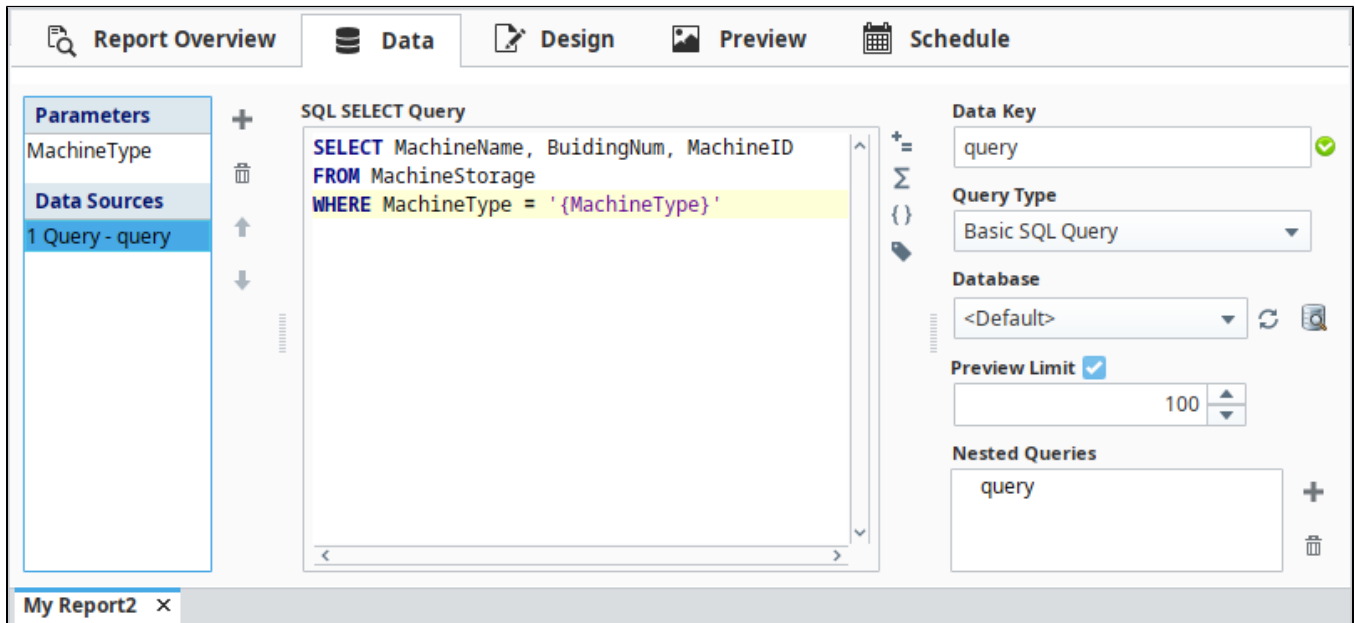 Report Overview
Data
Design
Preview
Schedule
Parameters
MachineType
Data Sources
1 Query - query
SQL SELECT Query
SELECT MachineName, BuidingNum, MachineID
FROM MachineStorage
WHERE MachineType = '{MachineType}'
Data Key
query
Query Type
Basic SQL Query
Database
<Default>
Preview Limit
100
Nested Queries
query
My Report2